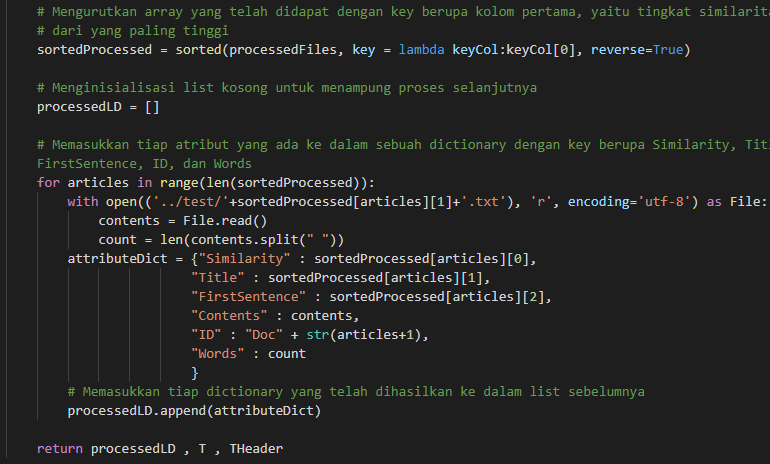 # Mengurutkan array yang telah didapat dengan key berupa kolom pertama, yaitu tingkat
# dari yang paling tinggi
sortedProcessed = sorted(processedFiles, key = lambda keyCol:keyCol[0], reverse=True)
# Menginisialisasi list kosong untuk menampung proses selanjutnya
processedLD = []
# Memasukkan tiap atribut yang ada ke dalam sebuah dictionary dengan key berupa Similarity,
FirstSentence, ID, dan Words
for articles in range(len(sortedProcessed)):
with open(('../test/'+sortedProcessed[articles][1]+'.txt'), 'r', encoding='utf-8') as File:
contents = File.read()
count = len(contents.split(" "))
attributeDict = {"Similarity" : sortedProcessed[articles][0],
"Title" : sortedProcessed[articles][1],
"FirstSentence" : sortedProcessed[articles][2],
"Contents" : contents,
"ID" : "Doc" + str(articles+1),
"Words" : count
}
# Memasukkan tiap dictionary yang telah dihasilkan ke dalam list sebelumnya
processedLD.append(attributeDict)
return processedLD , T , THeader